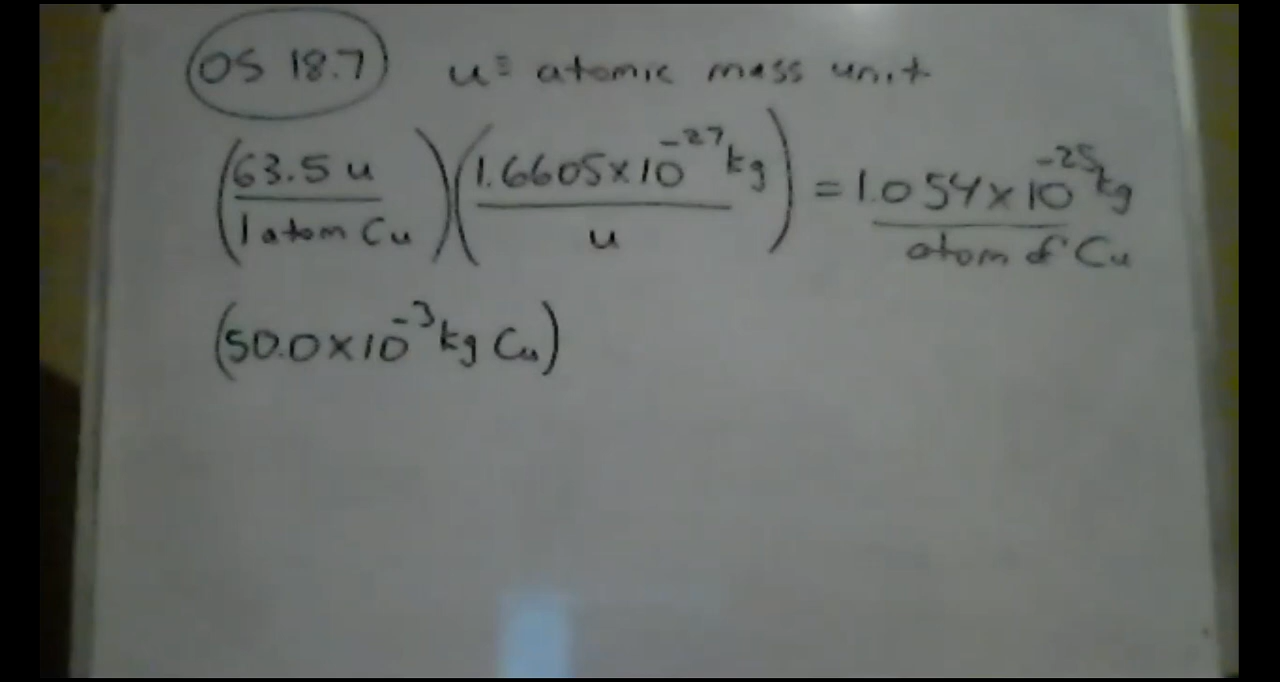 OS 18.7 u ≡ atomic mass unit
(63.5 u / 1 atom Cu)(1.6605×10⁻²⁷ kg / u) = 1.054×10⁻²⁵ kg / atom of Cu
(50.0×10⁻³ kg Cu)